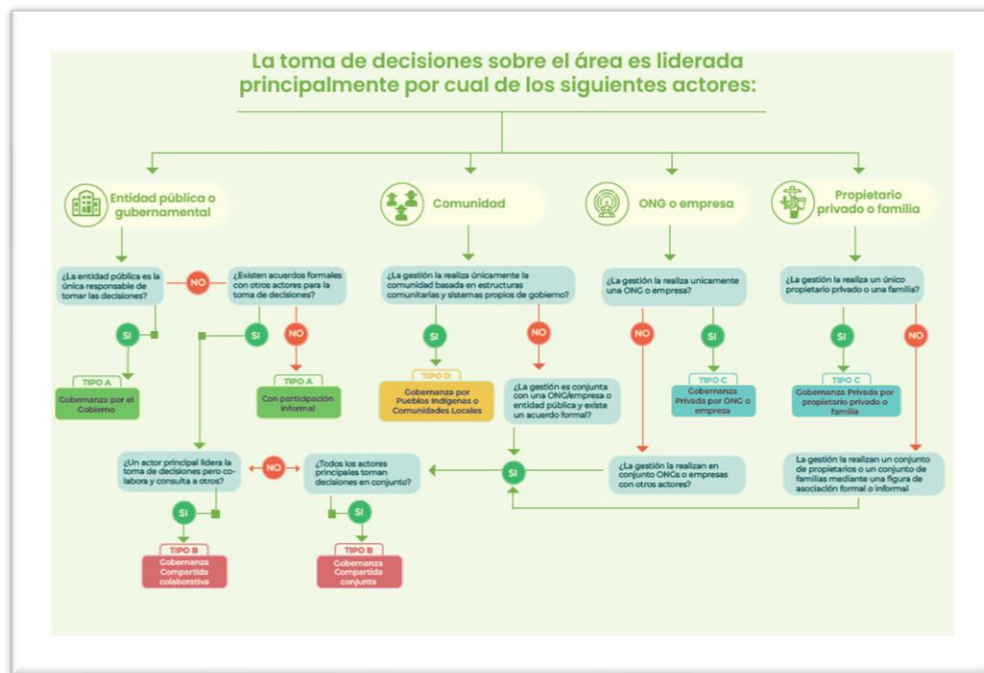 La toma de decisiones sobre el área es liderada
principalmente por cual de los siguientes actores:
Entidad pública o
gubernamental
Comunidad
ONG o empresa
Propietario
privado o familia
¿La entidad pública es la
única responsable de
tomar las decisiones?
NO
¿Existen acuerdos formales
con otros actores para la
toma de decisiones?
¿La gestión la realiza únicamente la
comunidad basada en estructuras
comunitarias y sistemas propios de gobierno?
¿La gestión la realiza unicamente
una ONG o empresa?
¿La gestión la realiza un único
propietario privado o una familia?
SI
SI
NO
SI
NO
NO
SI
SI
NO
TIPO A
Gobernanza por el
Gobierno
TIPO A
Con participación
informal
TIPO D
Gobernanza por
Pueblos Indígenas o
Comunidades Locales
¿La gestión es conjunta
con una ONG/empresa o
entidad pública y existe
un acuerdo formal?
TIPO C
Gobernanza
Privada por ONG o
empresa
TIPO C
Gobernanza Privada por
propietario privado o
familia
¿Un actor principal lidera la
toma de decisiones pero co-
labora y consulta a otros?
NO
¿Todos los actores
principales toman
decisiones en conjunto?
SI
¿La gestión la realizan en
conjunto ONGs o empresas
con otros actores?
La gestión la realizan un conjunto
de propietarios o un conjunto de
familias mediante una figura de
asociación formal o informal
SI
SI
TIPO B
Gobernanza
Compartida
colaborativa
TIPO B
Gobernanza
Compartida
conjunta